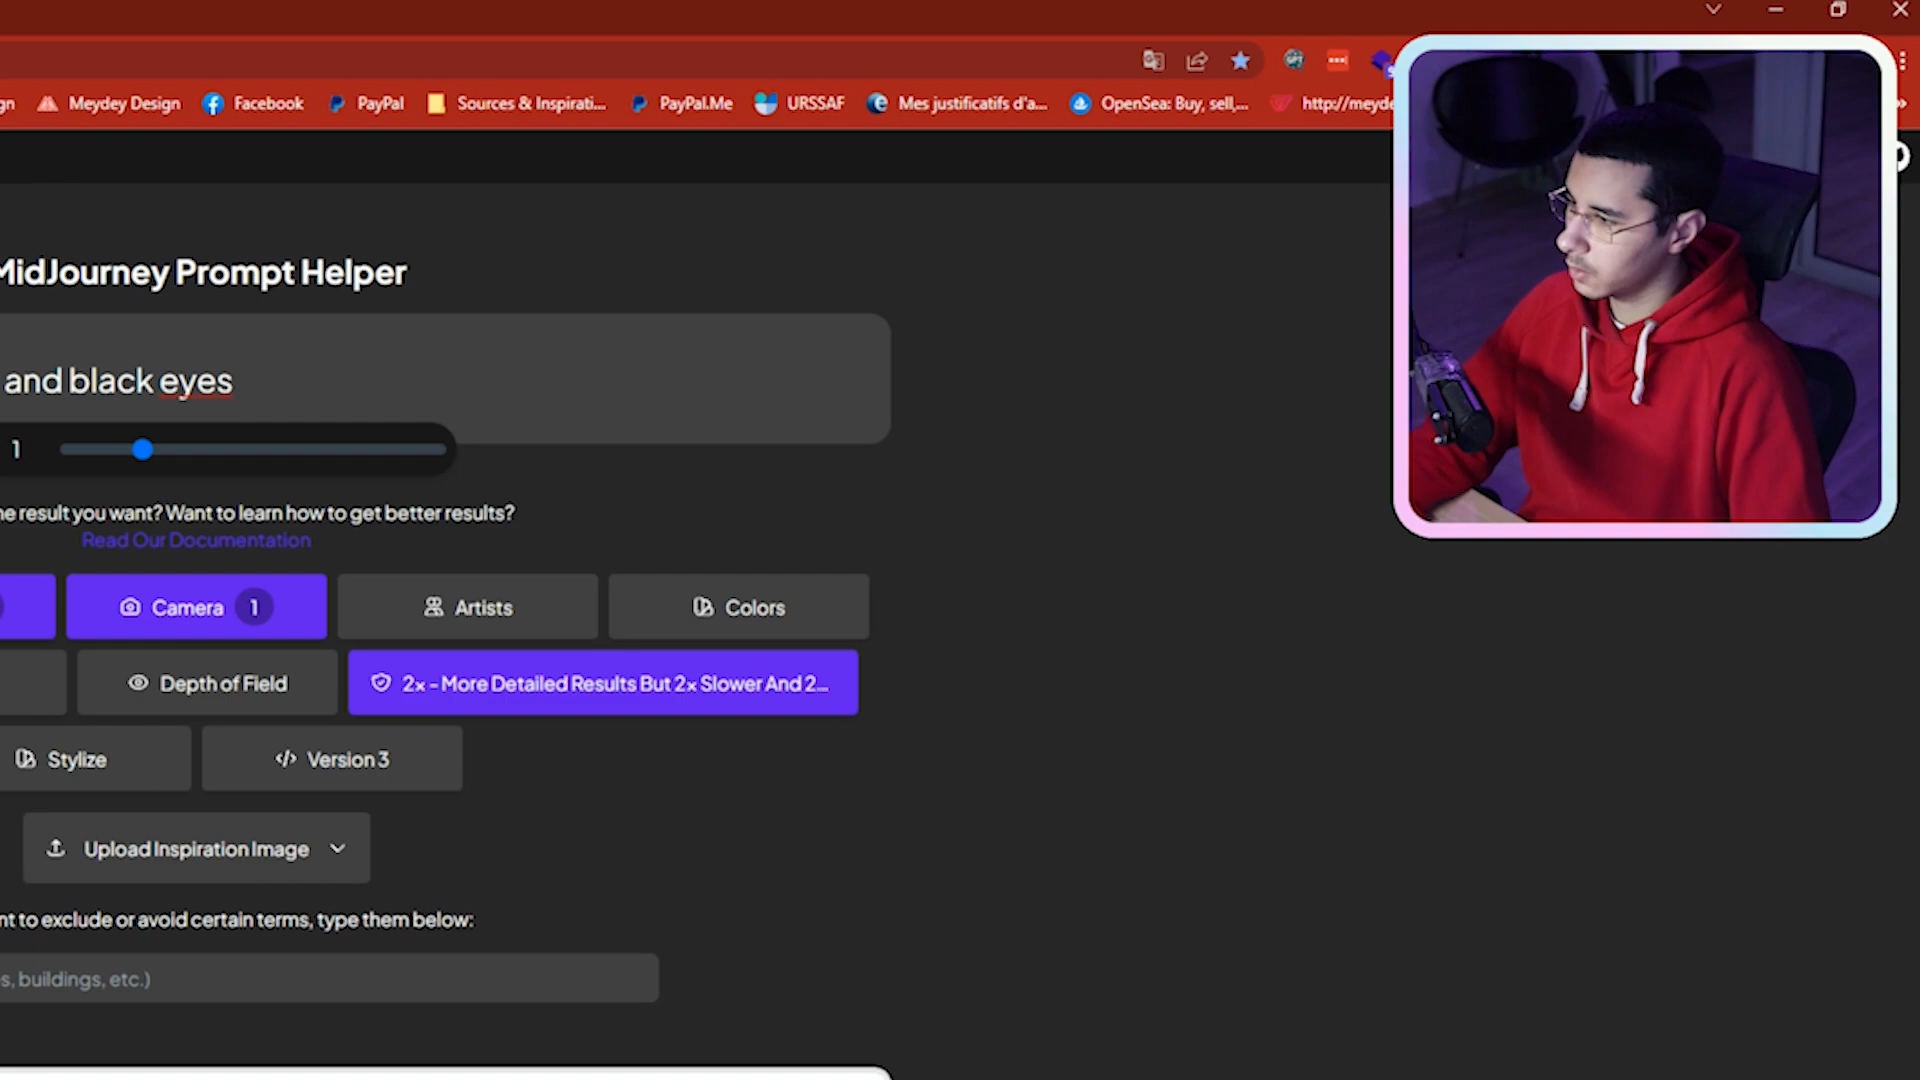 gn Meydey Design Facebook PayPal Sources & Inspirati... PayPal.Me URSSAF Mes justificatifs d'a... OpenSea: Buy, sell,... http://meyde »
MidJourney Prompt Helper
and black eyes
1
he result you want? Want to learn how to get better results?
Read Our Documentation
Camera 1
Artists
Colors
Depth of Field
2x - More Detailed Results But 2x Slower And 2...
Stylize
</> Version 3
Upload Inspiration Image
nt to exclude or avoid certain terms, type them below:
s, buildings, etc.)